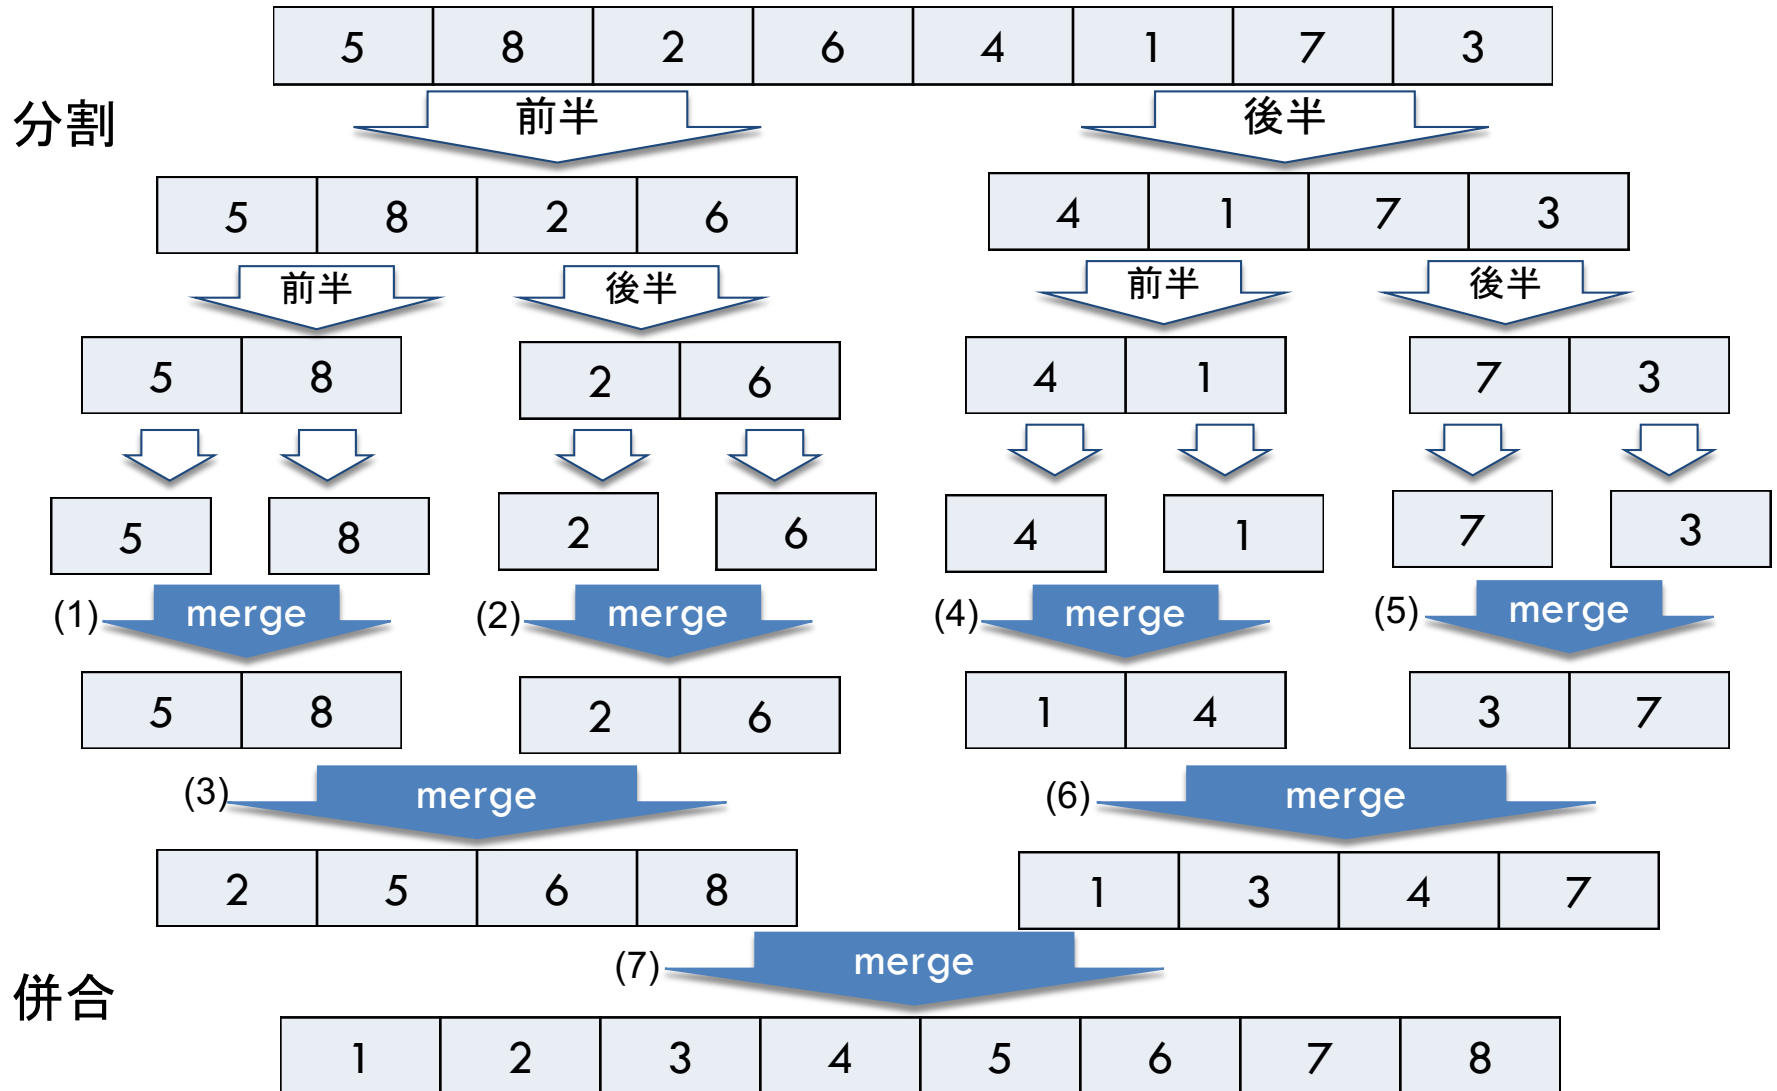 5 8 2 6 4 1 7 3
分割
前半 後半
5 8 2 6 4 1 7 3
前半 後半 前半 後半
5 8 2 6 4 1 7 3
5 8 2 6 4 1 7 3
(1) merge (2) merge (4) merge (5) merge
5 8 2 6 1 4 3 7
(3) merge (6) merge
2 5 6 8 1 3 4 7
(7) merge
併合
1 2 3 4 5 6 7 8